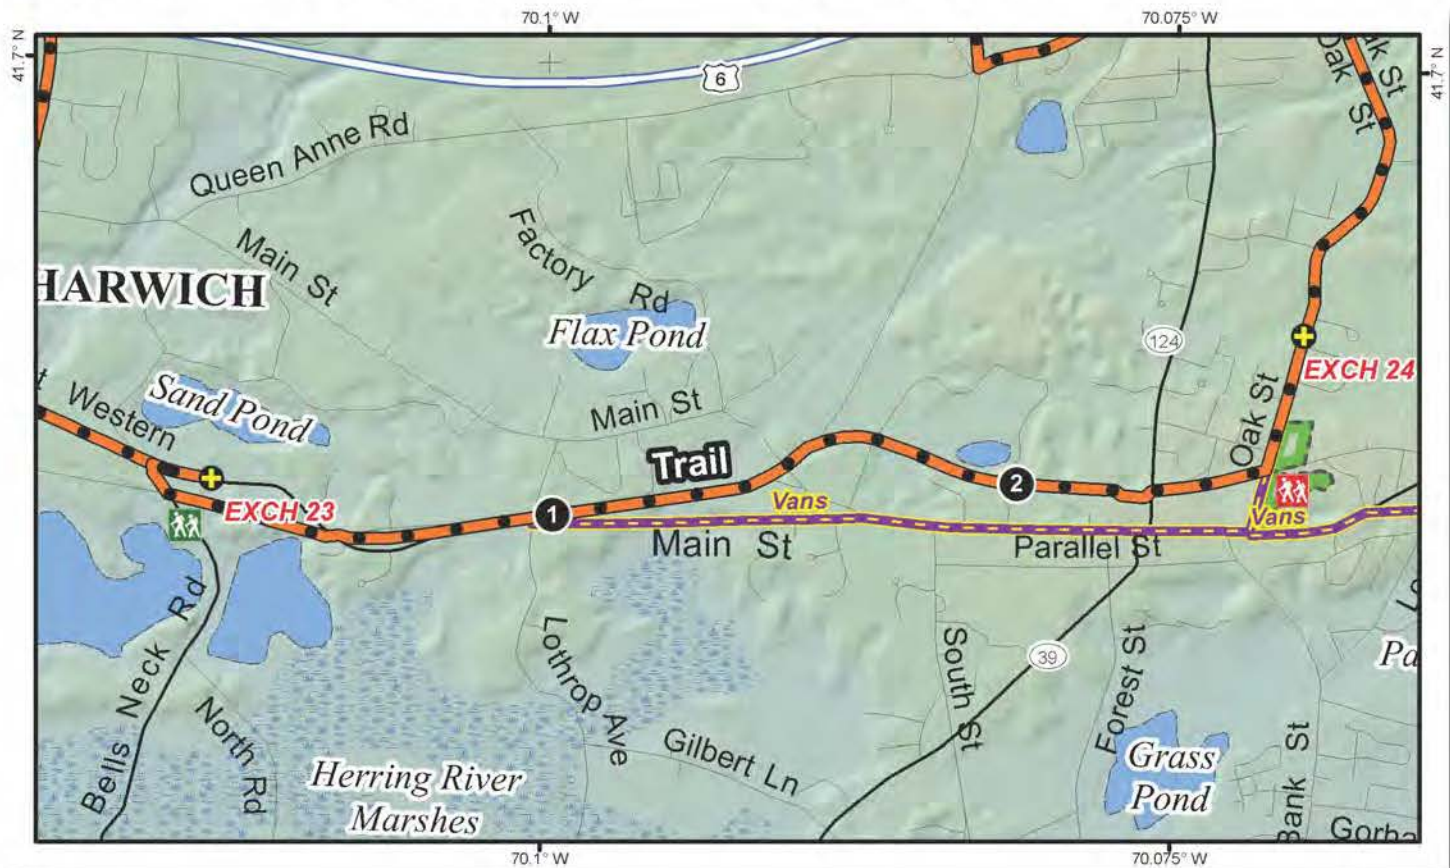 70.1° W
70.075° W
41.7° N
41.7° N
6
Oak St
Oak St
Queen Anne Rd
Factory Rd
Main St
HARWICH
Flax Pond
124
EXCH 24
Western
Sand Pond
Main St
Oak St
Trail
2
Vans
1
EXCH 23
Vans
Main St
Parallel St
Bells Neck Rd
Lothrop Ave
South St
39
Forest St
North Rd
Gilbert Ln
Grass
Pond
Bank St
Herring River
Marshes
70.1° W
70.075° W